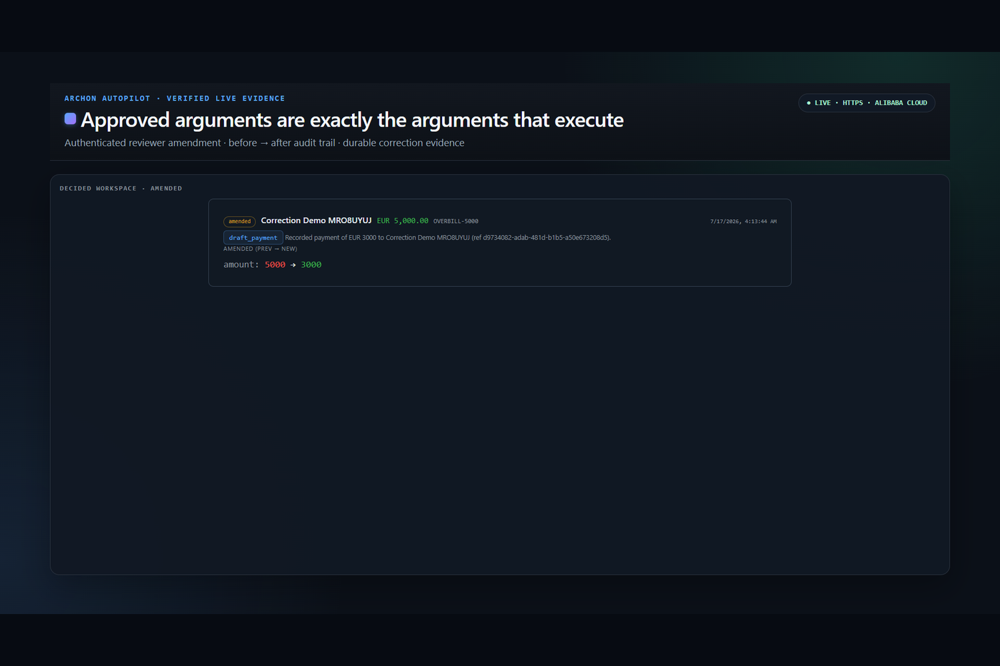 ARCHON AUTOPILOT · VERIFIED LIVE EVIDENCE
● LIVE · HTTPS · ALIBABA CLOUD
Approved arguments are exactly the arguments that execute
Authenticated reviewer amendment · before → after audit trail · durable correction evidence
DECIDED WORKSPACE · AMENDED
amended Correction Demo MRO8UYUJ EUR 5,000.00 OVERBILL-5000 7/17/2026, 4:13:44 AM
draft_payment Recorded payment of EUR 3000 to Correction Demo MRO8UYUJ (ref d9734082-adab-481d-b1b5-a50e673208d5).
AMENDED (PREV → NEW)
amount: 5000 → 3000